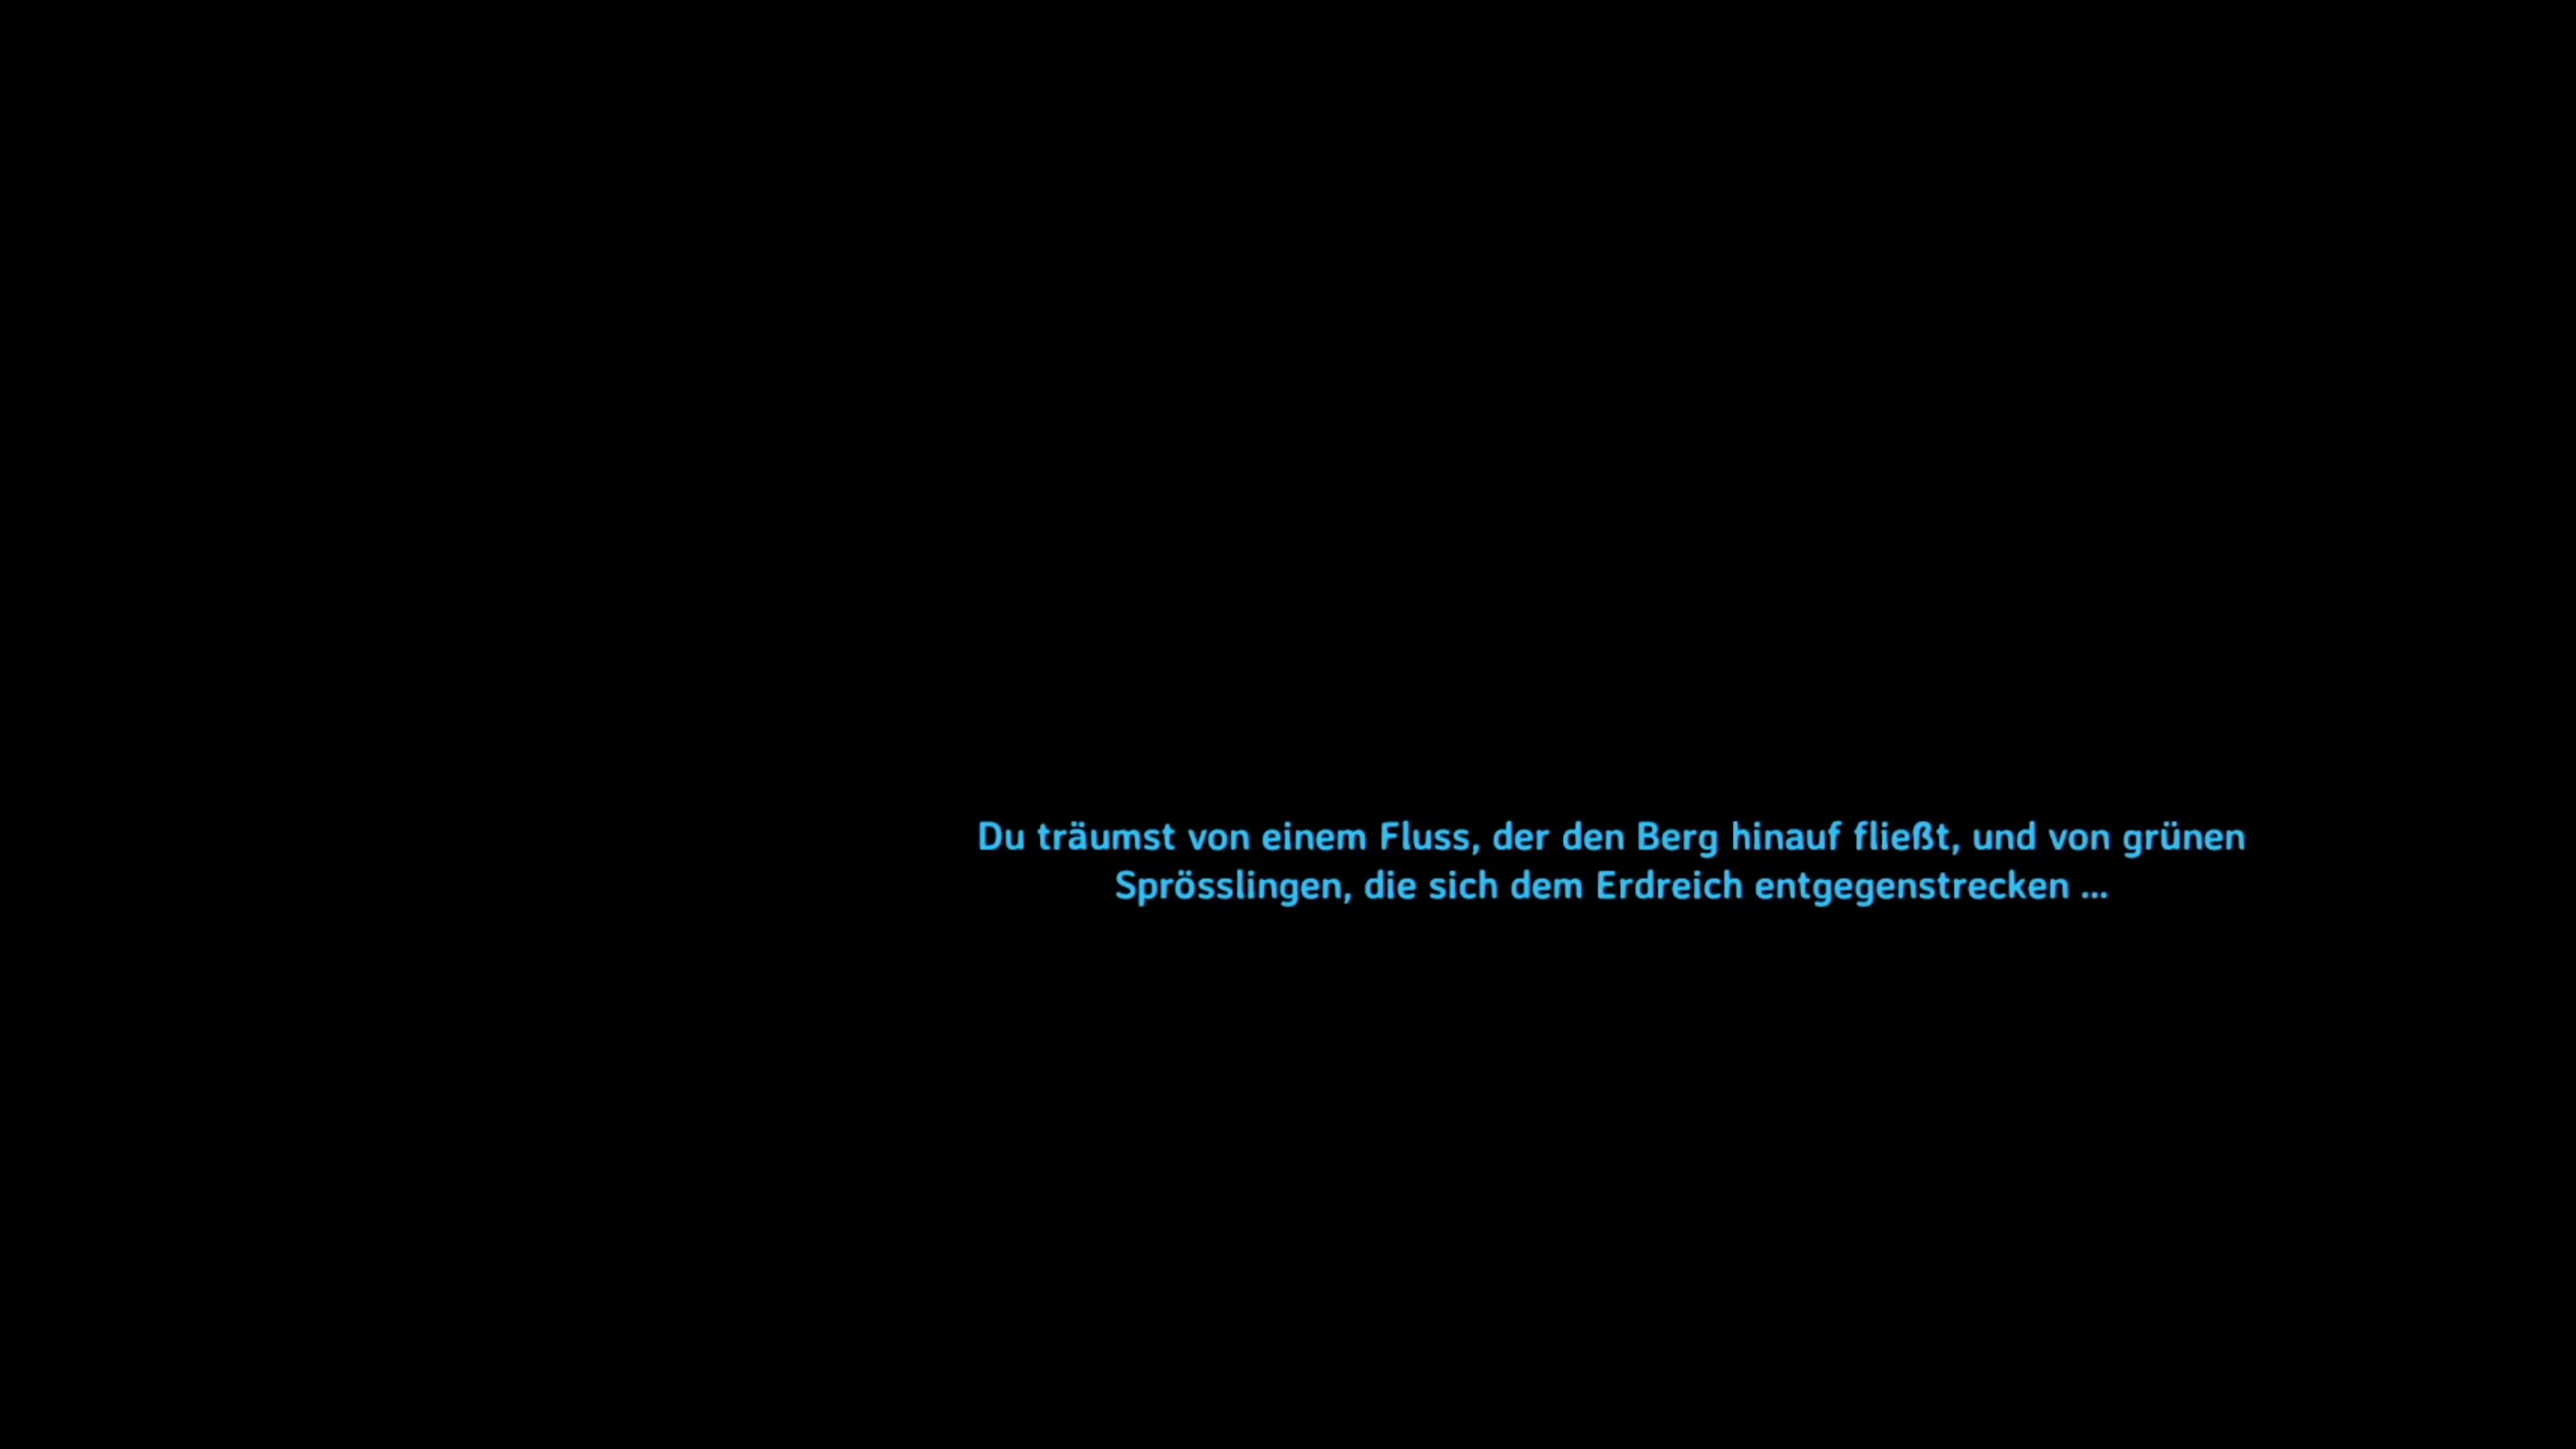 Du träumst von einem Fluss, der den Berg hinauf fließt, und von grünen
Sprösslingen, die sich dem Erdreich entgegenstrecken ...